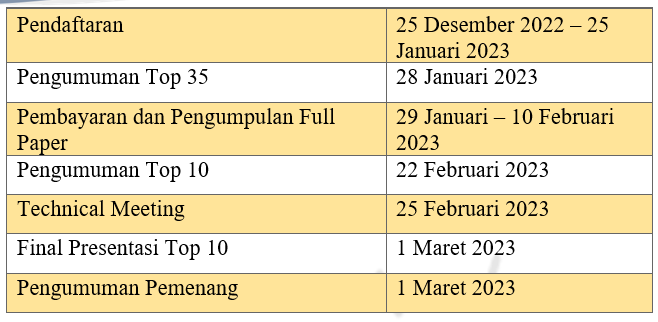 Pendaftaran
25 Desember 2022 – 25
Januari 2023
Pengumuman Top 35
28 Januari 2023
Pembayaran dan Pengumpulan Full
Paper
29 Januari – 10 Februari
2023
Pengumuman Top 10
22 Februari 2023
Technical Meeting
25 Februari 2023
Final Presentasi Top 10
1 Maret 2023
Pengumuman Pemenang
1 Maret 2023